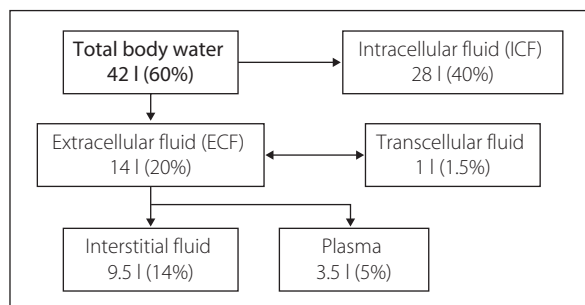 Total body water
42 l (60%)
Intracellular fluid (ICF)
28 l (40%)
Extracellular fluid (ECF)
14 l (20%)
Transcellular fluid
1 l (1.5%)
Interstitial fluid
9.5 l (14%)
Plasma
3.5 l (5%)